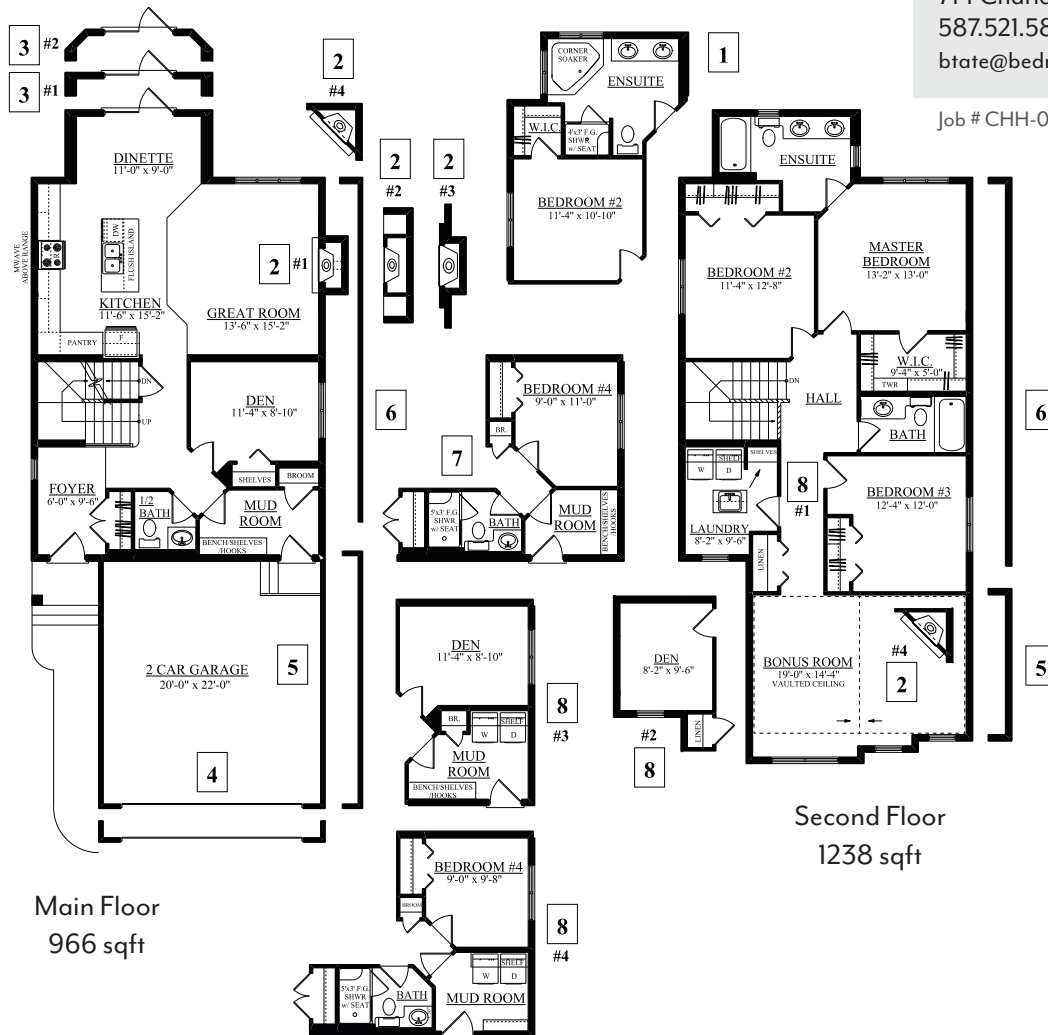 587.521.58
btate@bedr
Job # CHH-0
3 #2
3 #1
2
#4
DINETTE
11'-0" x 9'-0"
MWAVE
ABOVE RANGE
R
DW
FLUSH ISLAND
KITCHEN
11'-6" x 15'-2"
PANTRY
F
GREAT ROOM
13'-6" x 15'-2"
2 #1
2
#2
2
#3
DN
UP
DEN
11'-4" x 8'-10"
SHELVES
BROOM
FOYER
6'-0" x 9'-6"
1/2
BATH
MUD
ROOM
BENCH/SHELVES
/HOOKS
2 CAR GARAGE
20'-0" x 22'-0"
5
4
Main Floor
966 sqft
1
CORNER
SOAKER
ENSUITE
W.I.C.
4'x3' F.G.
SHWR
w/ SEAT
BEDROOM #2
11'-4" x 10'-10"
6
7
BEDROOM #4
9'-0" x 11'-0"
BR.
5'x3' F.G.
SHWR
w/ SEAT
BATH
MUD
ROOM
BENCH/SHELVES
/HOOKS
DEN
11'-4" x 8'-10"
BR.
SHELF
W
D
MUD
ROOM
BENCH/SHELVES
/HOOKS
8
#3
BEDROOM #4
9'-0" x 9'-8"
BROOM
SHELF
W
D
5'x3' F.G.
SHWR
w/ SEAT
BATH
MUD ROOM
8
#4
DEN
8'-2" x 9'-6"
LINEN
#2
8
ENSUITE
BEDROOM #2
11'-4" x 12'-8"
MASTER
BEDROOM
13'-2" x 13'-0"
W.I.C.
9'-4" x 5'-0"
TWR
DN
HALL
BATH
SHELVES
SHELF
W
D
LAUNDRY
8'-2" x 9'-6"
8
#1
BEDROOM #3
12'-4" x 12'-0"
LINEN
BONUS ROOM
19'-0" x 14'-4"
VAULTED CEILING
#4
2
6
5
Second Floor
1238 sqft